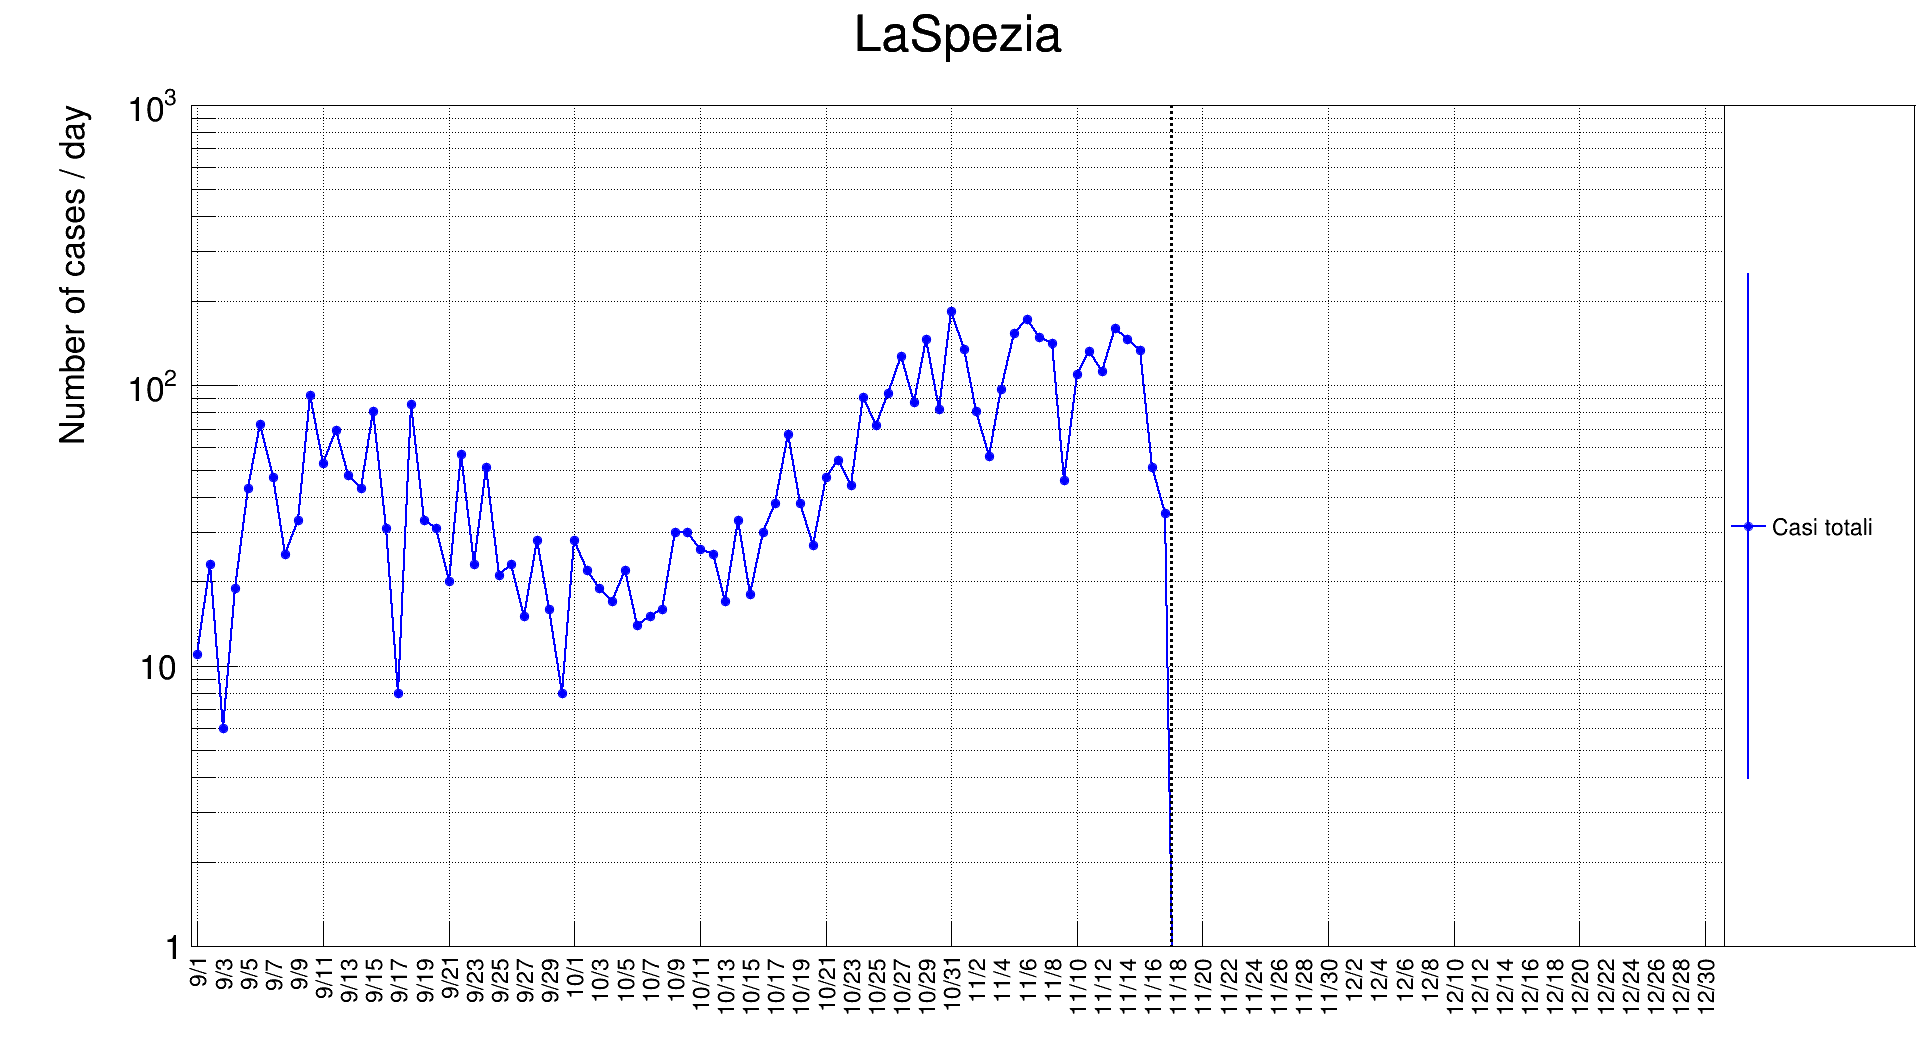 LaSpezia
Number of cases / day
10³
10²
10
1
9/1 9/3 9/5 9/7 9/9 9/11 9/13 9/15 9/17 9/19 9/21 9/23 9/25 9/27 9/29 10/1 10/3 10/5 10/7 10/9 10/11 10/13 10/15 10/17 10/19 10/21 10/23 10/25 10/27 10/29 10/31 11/2 11/4 11/6 11/8 11/10 11/12 11/14 11/16 11/18 11/20 11/22 11/24 11/26 11/28 11/30 12/2 12/4 12/6 12/8 12/10 12/12 12/14 12/16 12/18 12/20 12/22 12/24 12/26 12/28 12/30
Casi totali